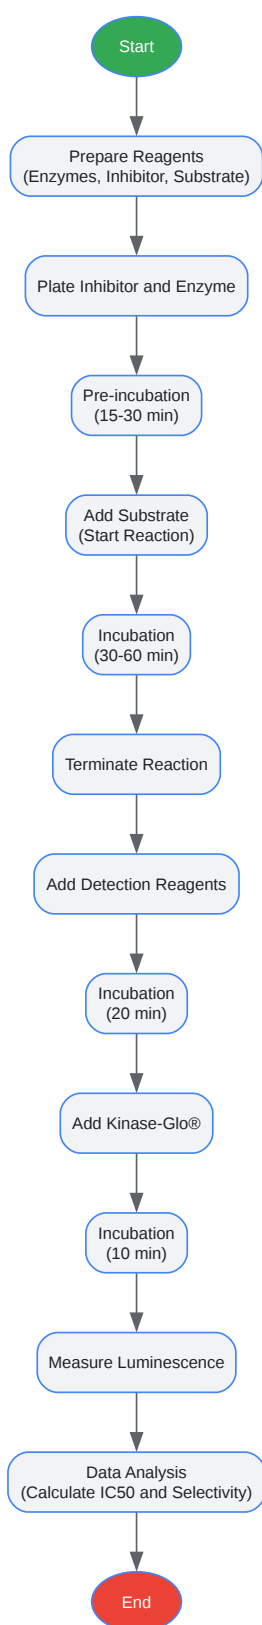 Start
Prepare Reagents
(Enzymes, Inhibitor, Substrate)
Plate Inhibitor and Enzyme
Pre-incubation
(15-30 min)
Add Substrate
(Start Reaction)
Incubation
(30-60 min)
Terminate Reaction
Add Detection Reagents
Incubation
(20 min)
Add Kinase-Glo®
Incubation
(10 min)
Measure Luminescence
Data Analysis
(Calculate IC50 and Selectivity)
End